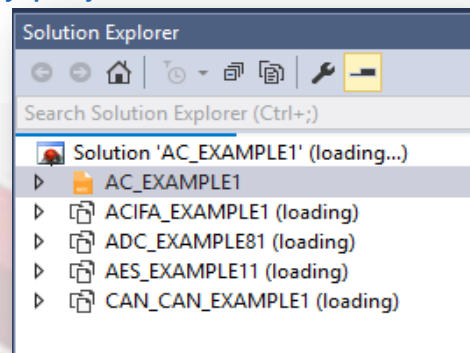 Solution Explorer
Search Solution Explorer (Ctrl+;)
Solution 'AC_EXAMPLE1' (loading...)
AC_EXAMPLE1
ACIFA_EXAMPLE1 (loading)
ADC_EXAMPLE81 (loading)
AES_EXAMPLE11 (loading)
CAN_CAN_EXAMPLE1 (loading)